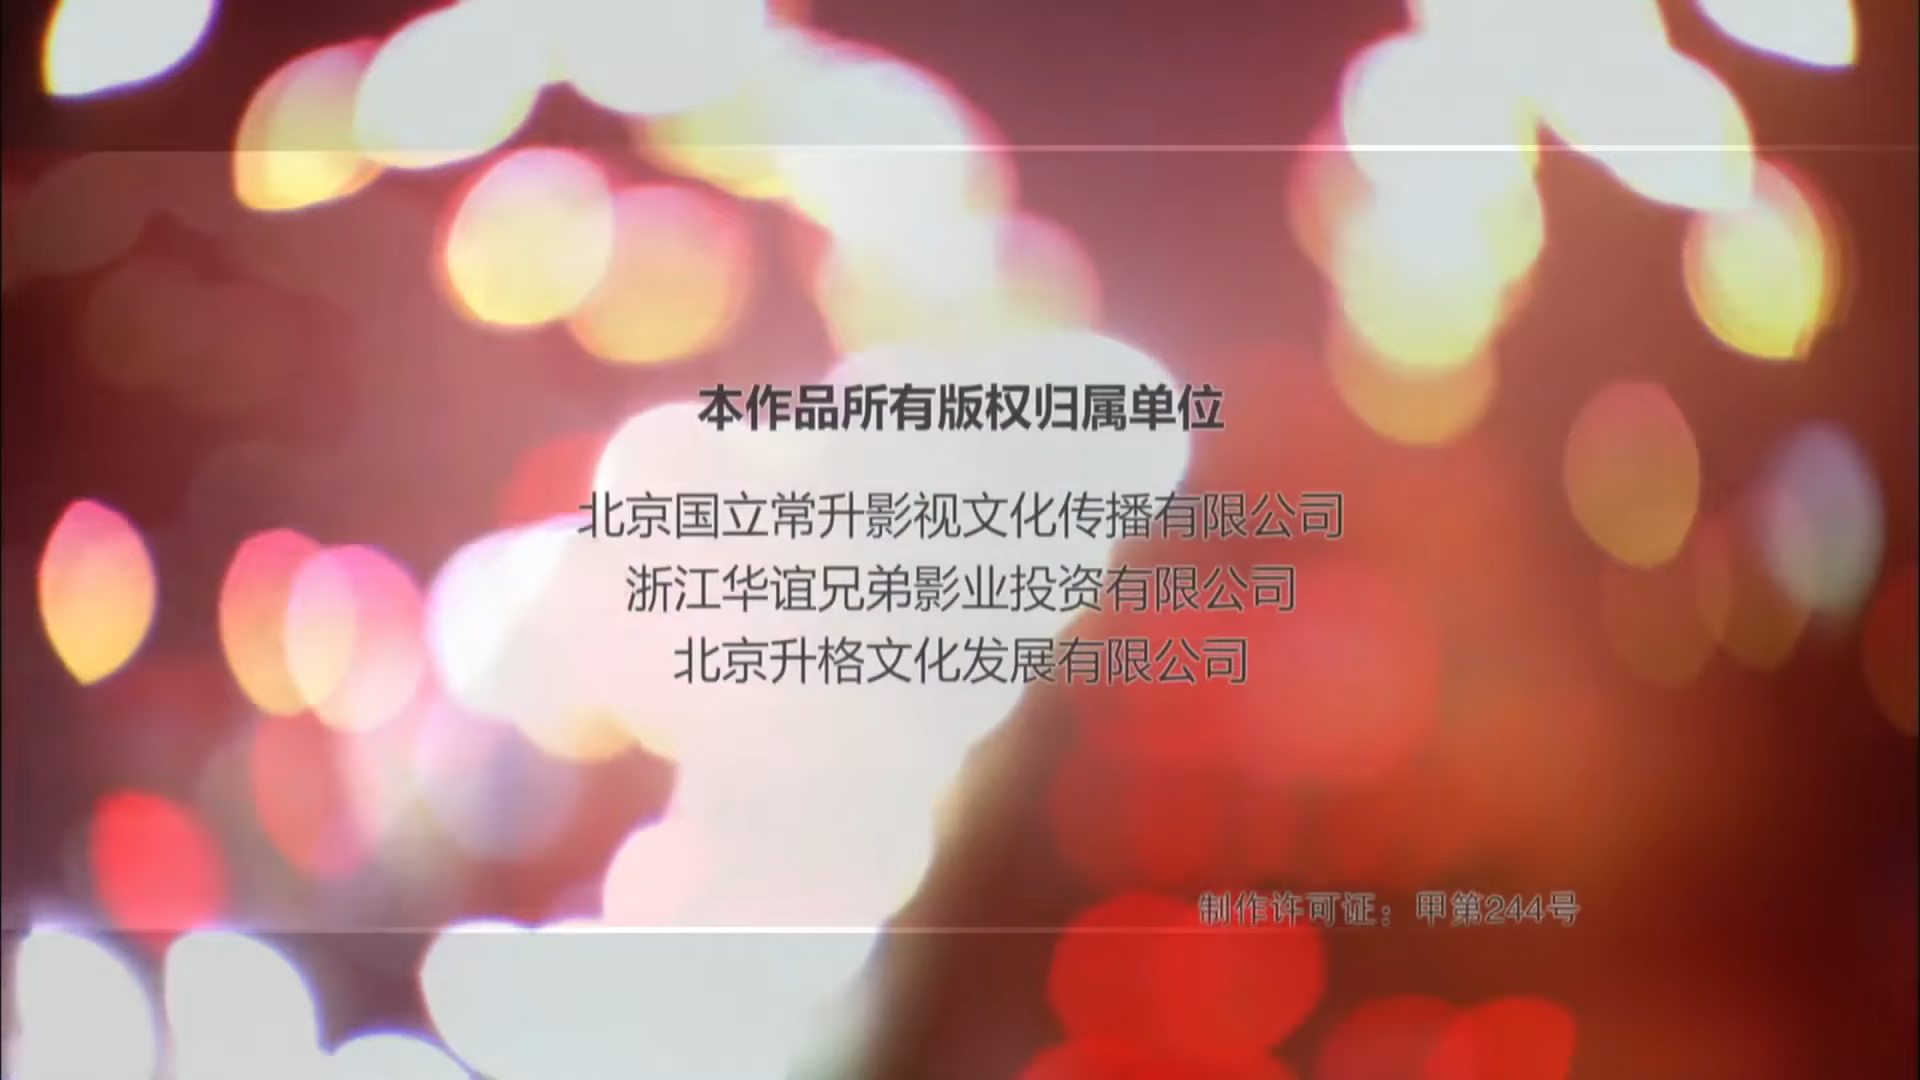 本作品所有版权归属单位
北京国立常升影视文化传播有限公司
浙江华谊兄弟影业投资有限公司
北京升格文化发展有限公司
制作许可证：甲第244号